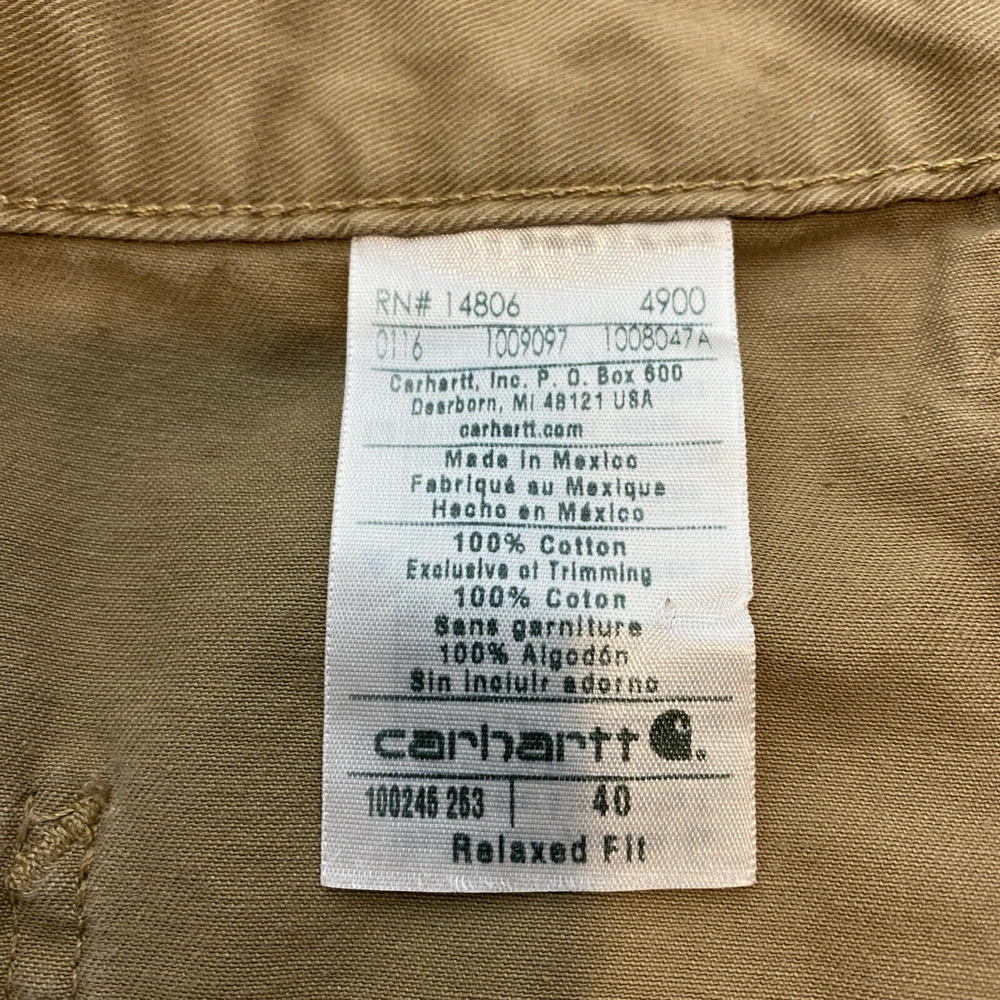 RN# 14806 4900
0116 1009097 1008047A
Carhartt, Inc. P. O. Box 600
Dearborn, MI 48121 USA
carhartt.com
Made in Mexico
Fabriqué au Mexique
Hecho en México
100% Cotton
Exclusive of Trimming
100% Coton
Sans garniture
100% Algodón
Sin incluir adorno
carhartt
100245 253 40
Relaxed Fit